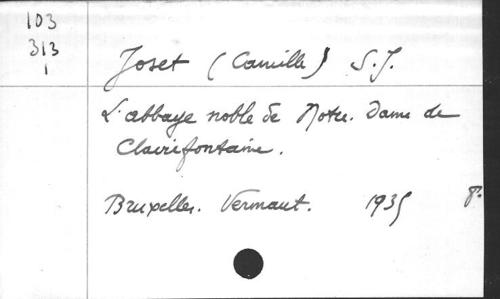 103
313
1
Joset (Camille) S.J.
L'abbaye noble de Notre-Dame de
Clairefontaine.
Bruxelles. Vermaut. 1935 8°.